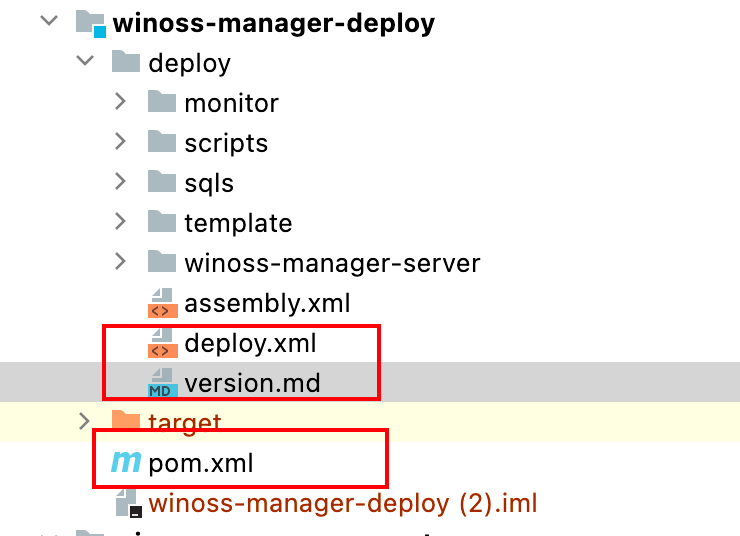 winoss-manager-deploy
deploy
monitor
scripts
sqls
template
winoss-manager-server
<> assembly.xml
<> deploy.xml
MD version.md
target
m pom.xml
winoss-manager-deploy (2).iml